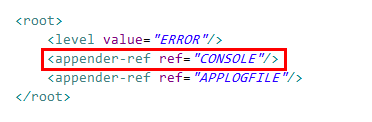 <root>
<level value="ERROR"/>
<appender-ref ref="CONSOLE"/>
<appender-ref ref="APPLOGFILE"/>
</root>